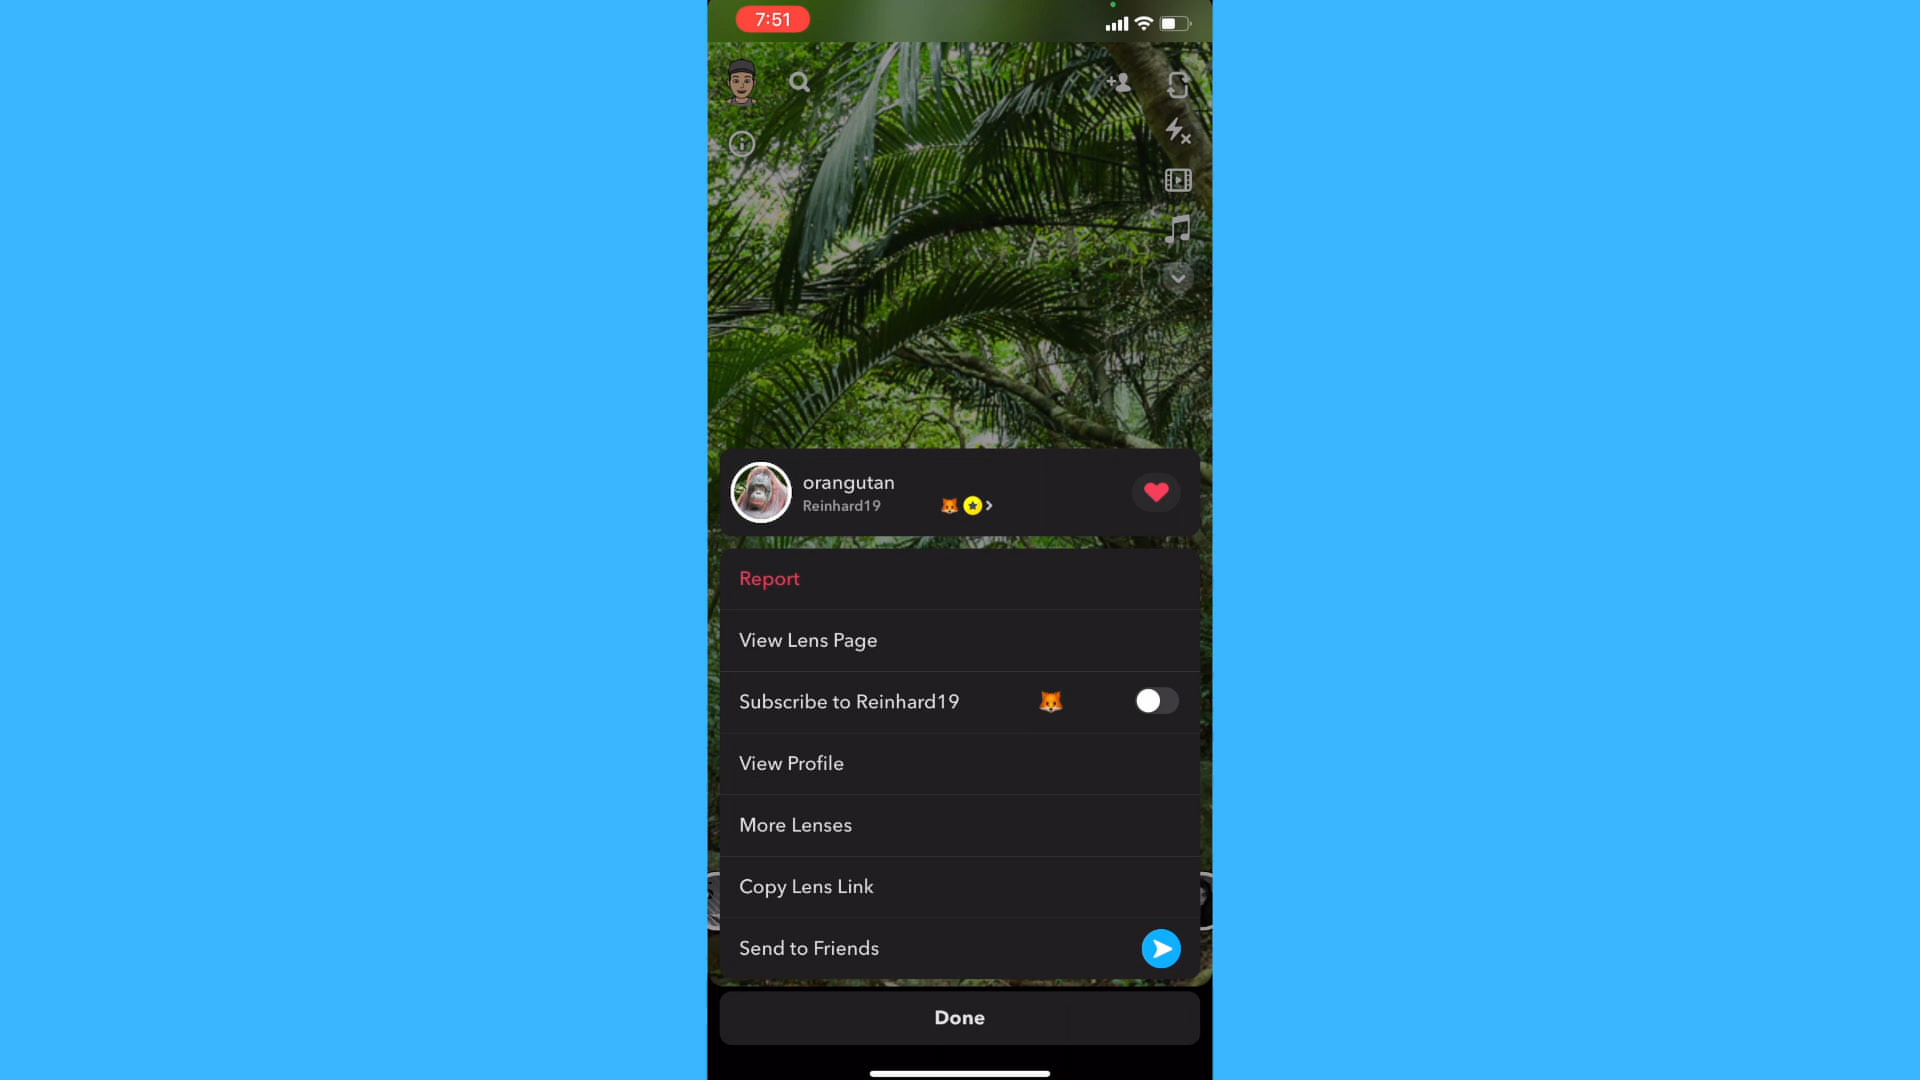 7:51
orangutan
Reinhard19
Report
View Lens Page
Subscribe to Reinhard19
View Profile
More Lenses
Copy Lens Link
Send to Friends
Done